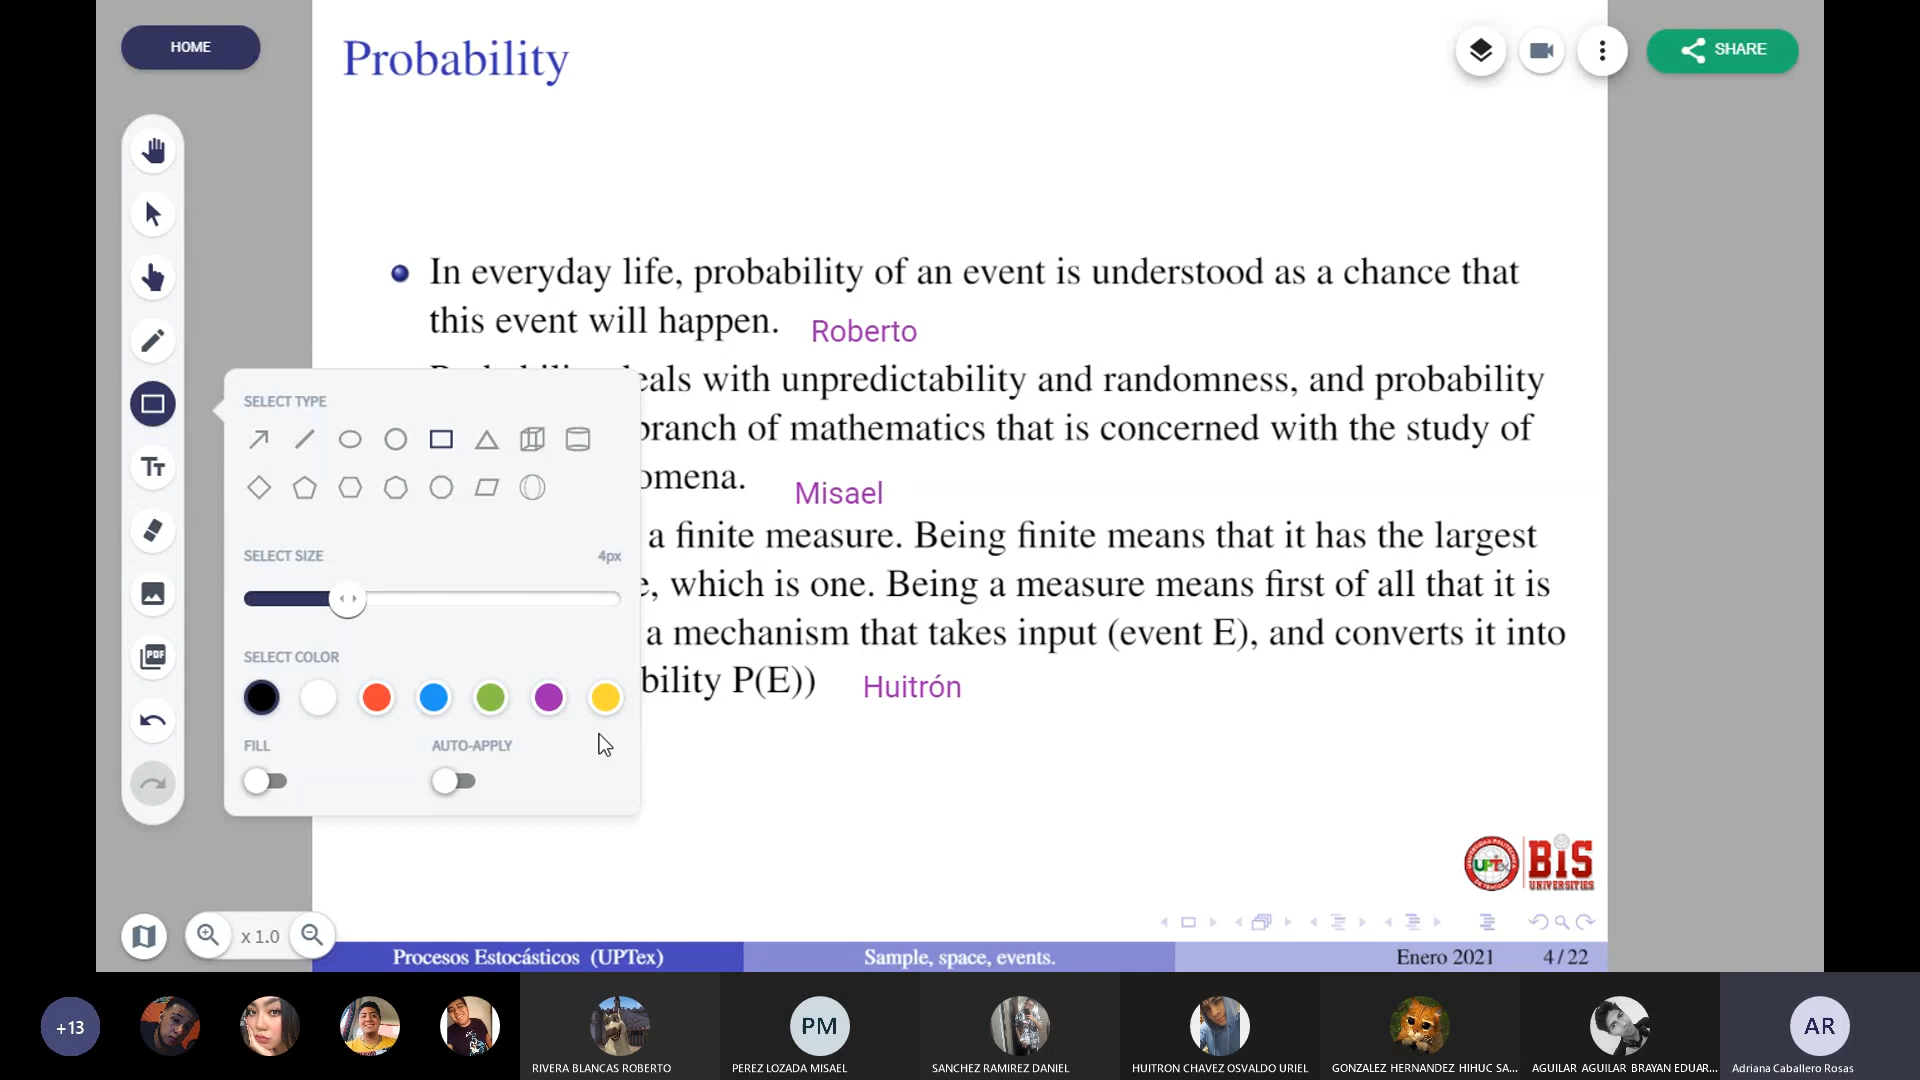 HOME
Probability
SHARE
In everyday life, probability of an event is understood as a chance that
this event will happen.
Roberto
eals with unpredictability and randomness, and probability
branch of mathematics that is concerned with the study of
omena.
Misael
a finite measure. Being finite means that it has the largest
e, which is one. Being a measure means first of all that it is
a mechanism that takes input (event E), and converts it into
bility P(E))
Huitrón
SELECT TYPE
SELECT SIZE
4px
SELECT COLOR
FILL
AUTO-APPLY
Tт
PDF
x 1.0
UPTex
BIS
UNIVERSITIES
Procesos Estocásticos (UPTex)
Sample, space, events.
Enero 2021
4 / 22
+13
PM
AR
RIVERA BLANCAS ROBERTO
PEREZ LOZADA MISAEL
SANCHEZ RAMIREZ DANIEL
HUITRON CHAVEZ OSVALDO URIEL
GONZALEZ HERNANDEZ HIHUC SA...
AGUILAR AGUILAR BRAYAN EDUAR...
Adriana Caballero Rosas